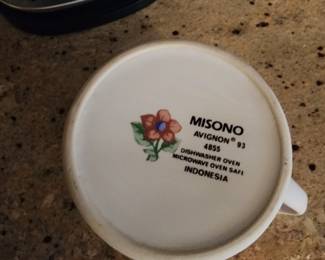 MISONO
AVIGNON® 93
4855
DISHWASHER OVEN
MICROWAVE OVEN SAFE
INDONESIA